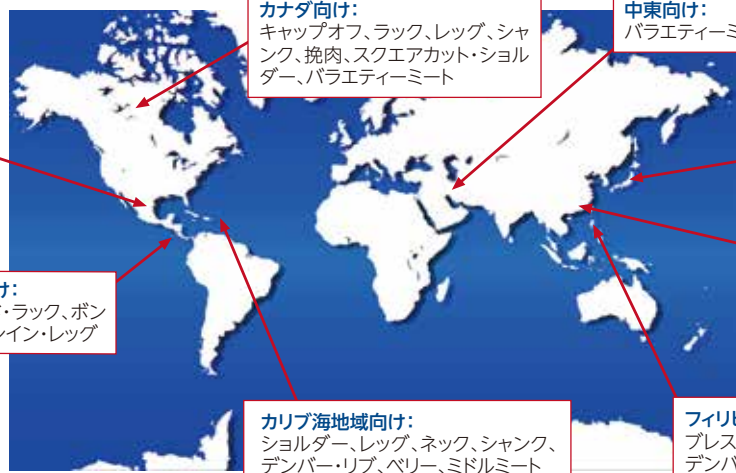 カナダ向け：
キャップオフ、ラック、レッグ、シャ
ンク、挽肉、スクエアカット・ショル
ダー、バラエティーミート
中東向け：
バラエティーミ
け：
・ラック、ボン
ンイン・レッグ
カリブ海地域向け：
ショルダー、レッグ、ネック、シャンク、
デンバー・リブ、ベリー、ミドルミート
フィリピ
ブレス
デンバ